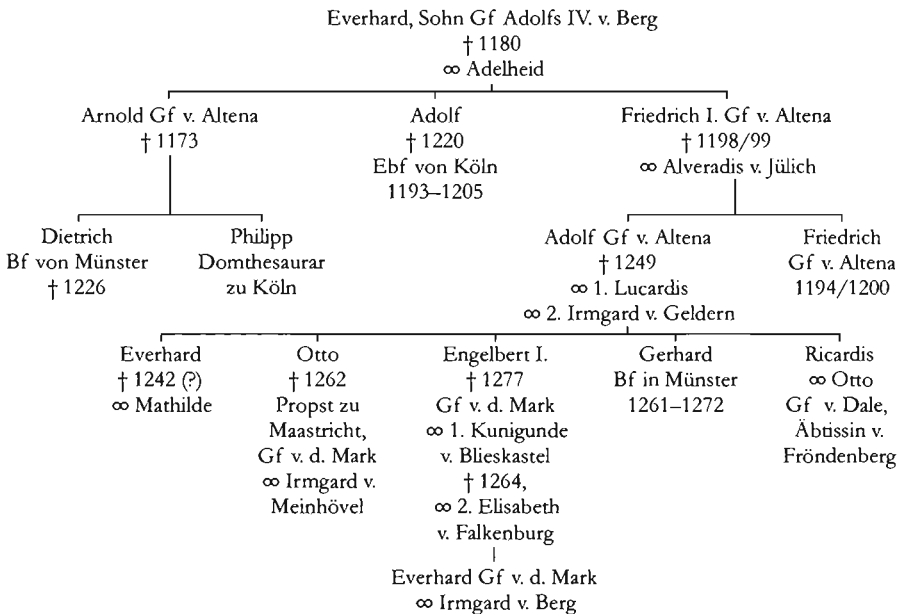 Everhard, Sohn Gf Adolfs IV. v. Berg
† 1180
∞ Adelheid
Arnold Gf v. Altena
† 1173
Adolf
† 1220
Ebf von Köln
1193–1205
Friedrich I. Gf v. Altena
† 1198/99
∞ Alveradis v. Jülich
Dietrich
Bf von Münster
† 1226
Philipp
Domthesaurar
zu Köln
Adolf Gf v. Altena
† 1249
∞ 1. Lucardis
∞ 2. Irmgard v. Geldern
Friedrich
Gf v. Altena
1194/1200
Everhard
† 1242 (?)
∞ Mathilde
Otto
† 1262
Propst zu
Maastricht,
Gf v. d. Mark
∞ Irmgard v.
Meinhövel
Engelbert I.
† 1277
Gf v. d. Mark
∞ 1. Kunigunde
v. Blieskastel
† 1264,
∞ 2. Elisabeth
v. Falkenburg
Gerhard
Bf in Münster
1261–1272
Ricardis
∞ Otto
Gf v. Dale,
Äbtissin v.
Fröndenberg
Everhard Gf v. d. Mark
∞ Irmgard v. Berg